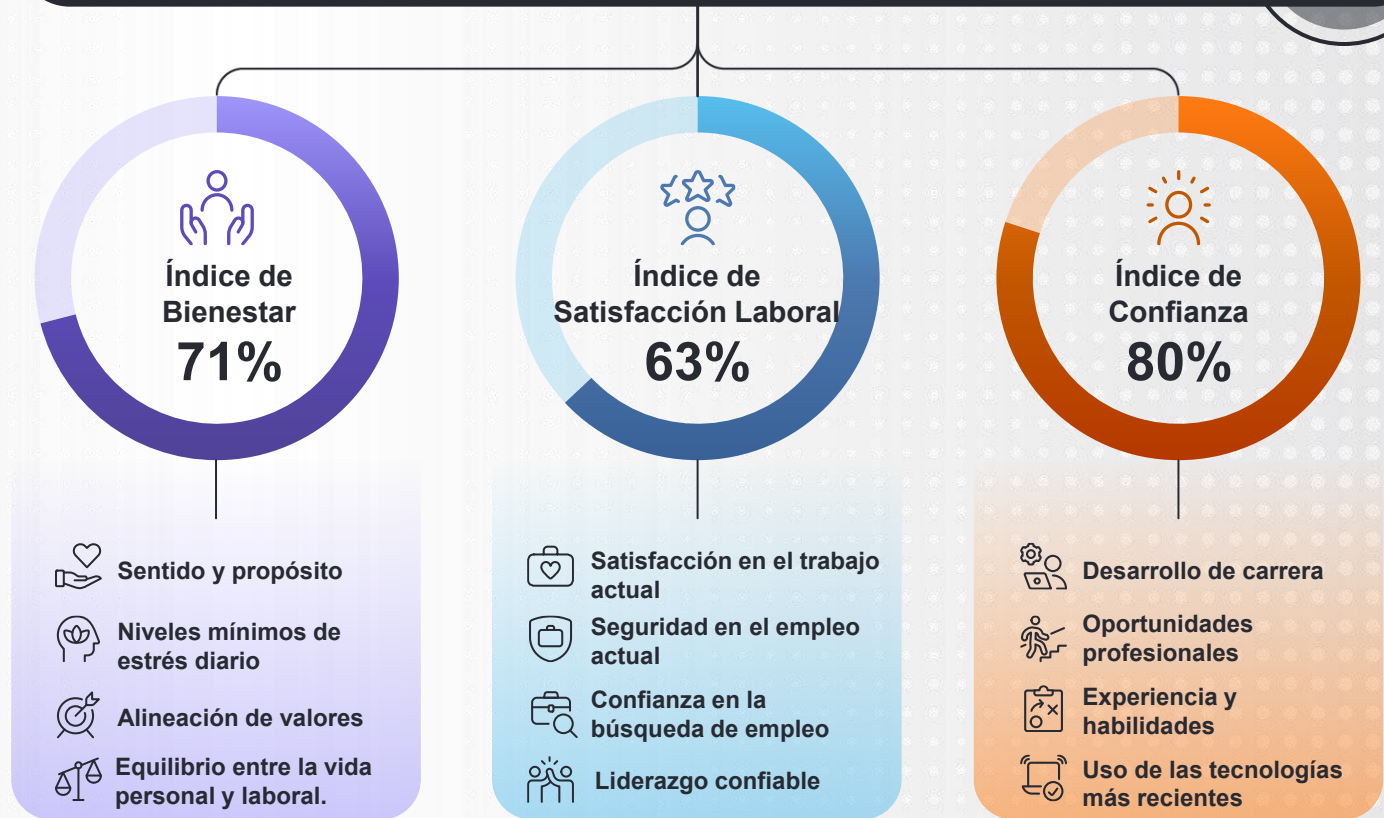 Índice de
Bienestar
71%
Sentido y propósito
Niveles mínimos de
estrés diario
Alineación de valores
Equilibrio entre la vida
personal y laboral.
Índice de
Satisfacción Laboral
63%
Satisfacción en el trabajo
actual
Seguridad en el empleo
actual
Confianza en la
búsqueda de empleo
Liderazgo confiable
Índice de
Confianza
80%
Desarrollo de carrera
Oportunidades
profesionales
Experiencia y
habilidades
Uso de las tecnologías
más recientes